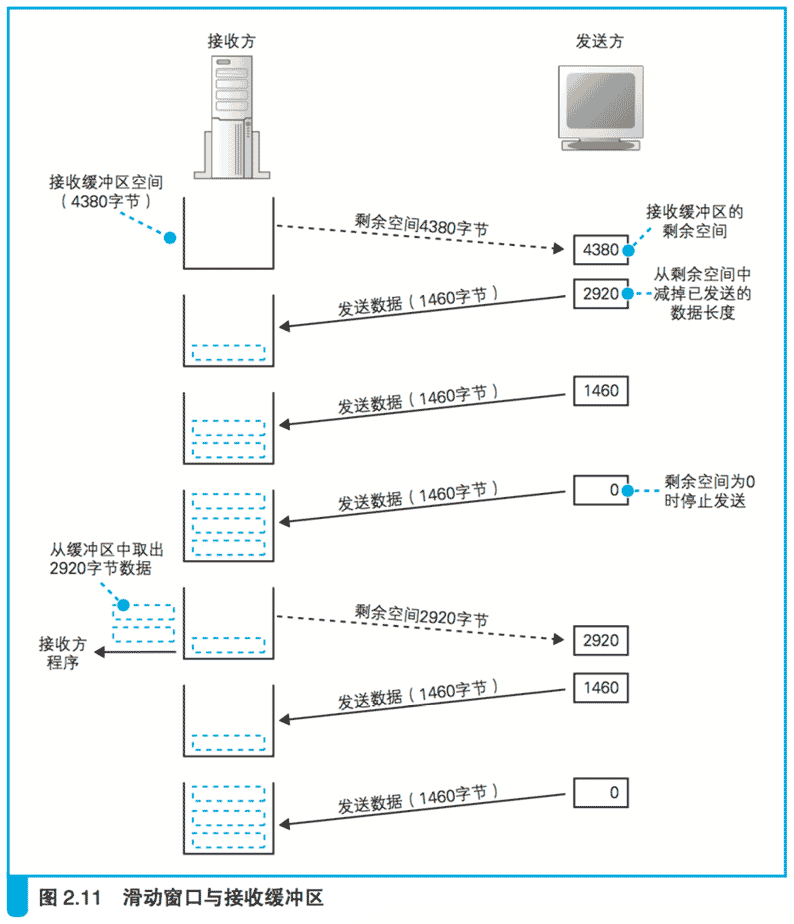 接收方
发送方
接收缓冲区空间
（4380字节）
剩余空间4380字节
接收缓冲区的
剩余空间
4380
发送数据（1460字节）
2920
从剩余空间中
减掉已发送的
数据长度
发送数据（1460字节）
1460
发送数据（1460字节）
0
剩余空间为0
时停止发送
从缓冲区中取出
2920字节数据
剩余空间2920字节
2920
接收方
程序
发送数据（1460字节）
1460
发送数据（1460字节）
0
图 2.11 滑动窗口与接收缓冲区